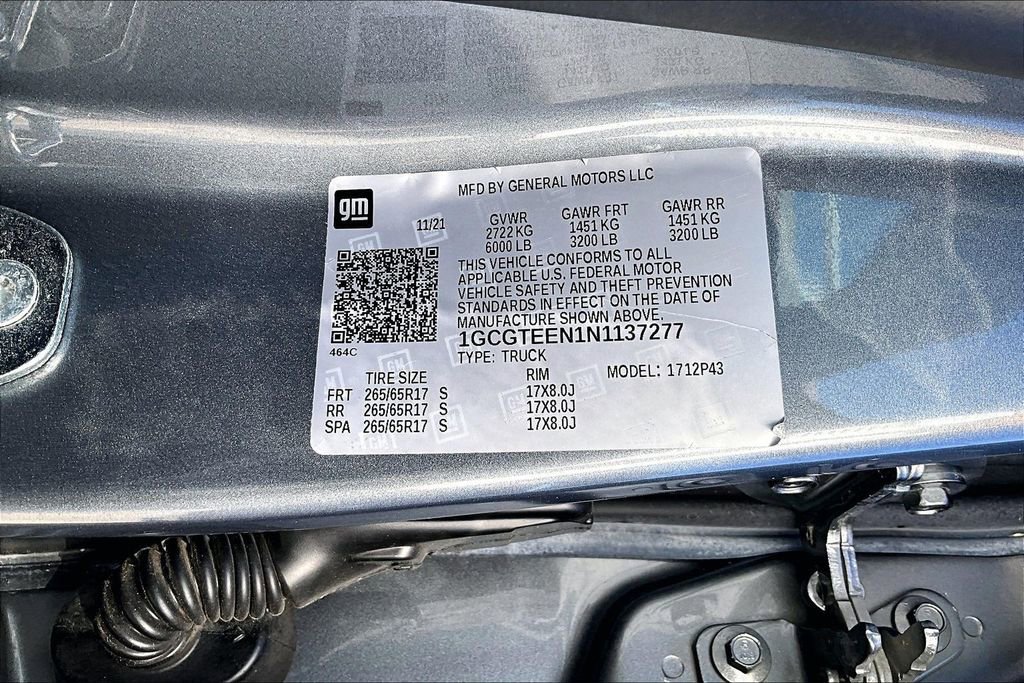 MFD BY GENERAL MOTORS LLC
gm
11/21
GVWR GAWR FRT GAWR RR
2722 KG 1451 KG 1451 KG
6000 LB 3200 LB 3200 LB
THIS VEHICLE CONFORMS TO ALL
APPLICABLE U.S. FEDERAL MOTOR
VEHICLE SAFETY AND THEFT PREVENTION
STANDARDS IN EFFECT ON THE DATE OF
MANUFACTURE SHOWN ABOVE.
1GCGTEEN1N1137277
464C
TYPE: TRUCK
MODEL: 1712P43
TIRE SIZE RIM
FRT 265/65R17 S 17X8.0J
RR 265/65R17 S 17X8.0J
SPA 265/65R17 S 17X8.0J